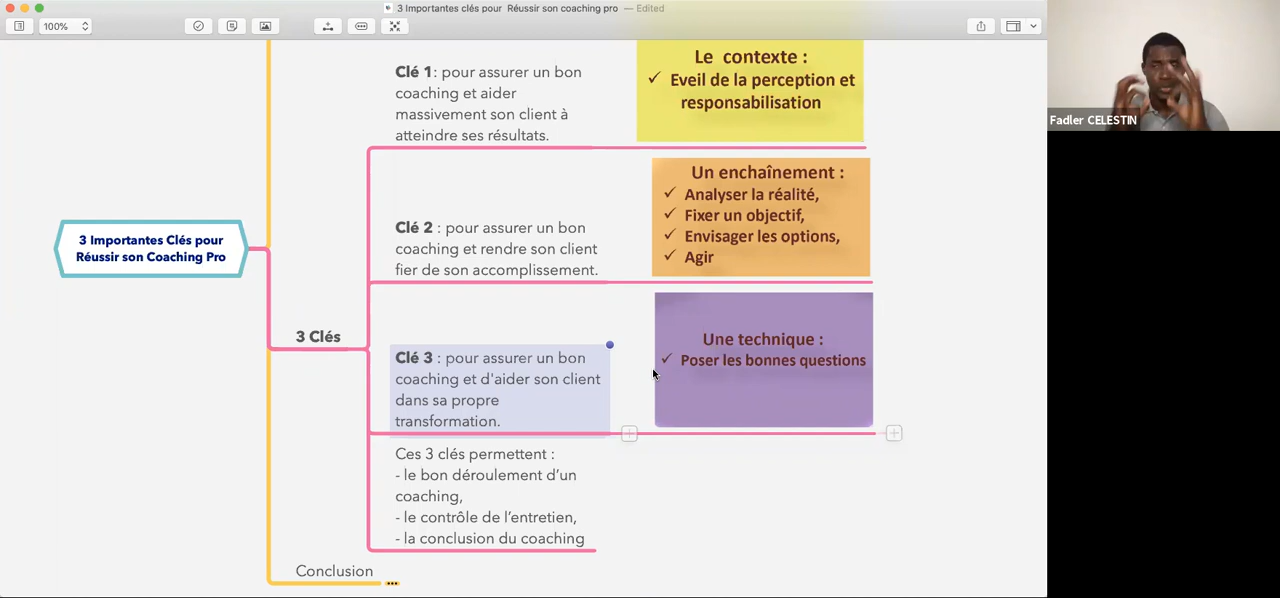 3 Importantes clés pour  Réussir son coaching pro — Edited
100%
Fadler CELESTIN
3 Importantes Clés pour
Réussir son Coaching Pro
3 Clés
Clé 1: pour assurer un bon
coaching et aider
massivement son client à
atteindre ses résultats.
Le  contexte :
✓ Eveil de la perception et
responsabilisation
Clé 2 : pour assurer un bon
coaching et rendre son client
fier de son accomplissement.
Un enchaînement :
✓ Analyser la réalité,
✓ Fixer un objectif,
✓ Envisager les options,
✓ Agir
Clé 3 : pour assurer un bon
coaching et d'aider son client
dans sa propre
transformation.
Une technique :
✓ Poser les bonnes questions
Ces 3 clés permettent :
- le bon déroulement d’un
coaching,
- le contrôle de l’entretien,
- la conclusion du coaching
Conclusion